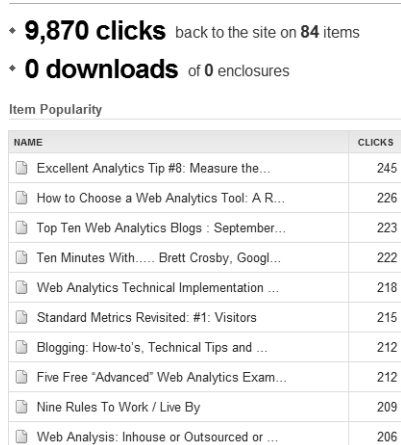 9,870 clicks back to the site on 84 items
0 downloads of 0 enclosures
Item Popularity
NAME CLICKS
Excellent Analytics Tip #8: Measure the... 245
How to Choose a Web Analytics Tool: A R... 226
Top Ten Web Analytics Blogs : September... 223
Ten Minutes With..... Brett Crosby, Googl... 222
Web Analytics Technical Implementation ... 218
Standard Metrics Revisited: #1: Visitors 215
Blogging: How-to's, Technical Tips and ... 212
Five Free “Advanced” Web Analytics Exam... 212
Nine Rules To Work / Live By 209
Web Analysis: Inhouse or Outsourced or ... 206